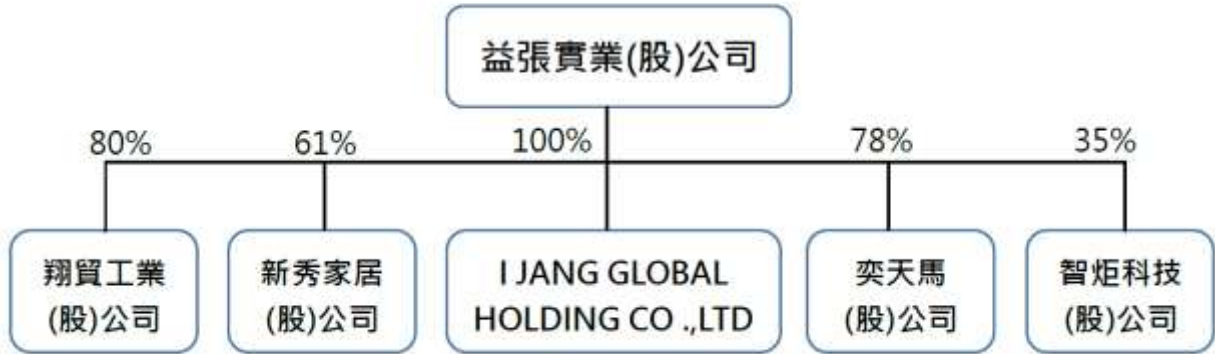 益張實業(股)公司
80% 61% 100% 78% 35%
翔貿工業
(股)公司
新秀家居
(股)公司
I JANG GLOBAL
HOLDING CO .,LTD
奕天馬
(股)公司
智炬科技
(股)公司